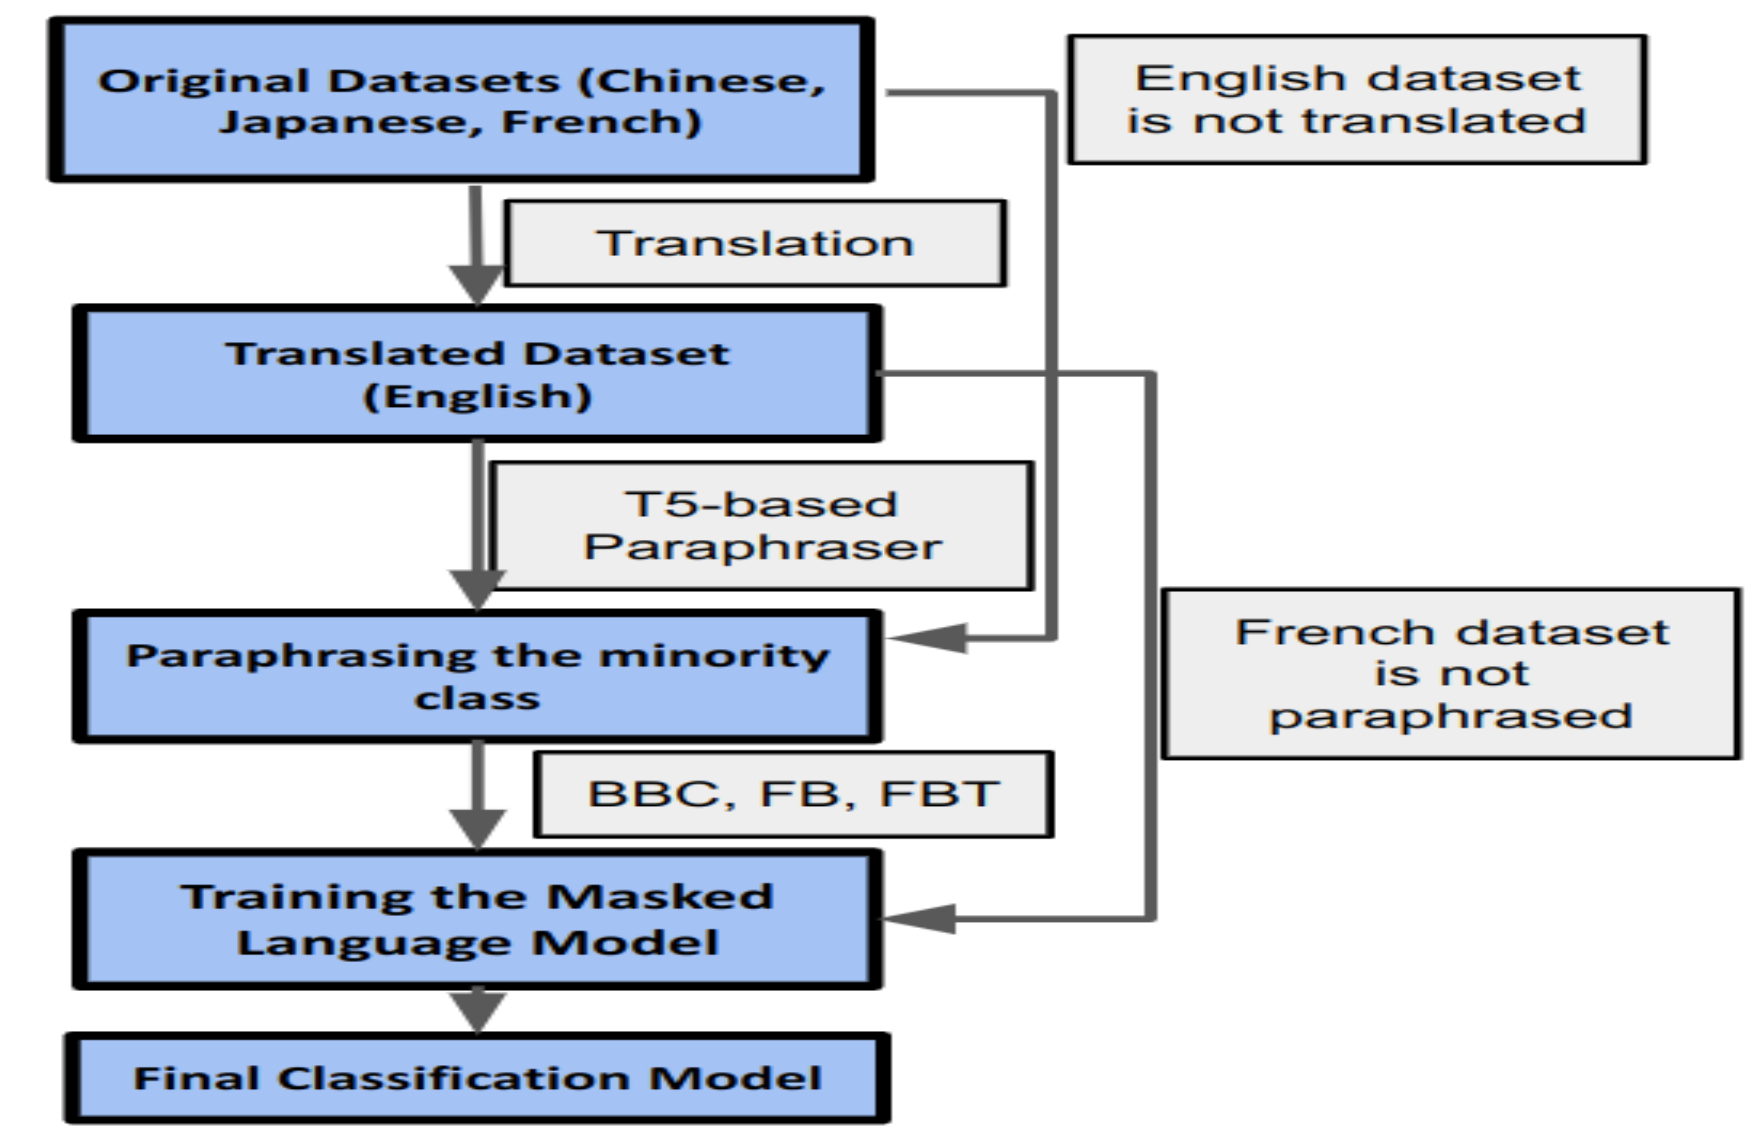 Original Datasets (Chinese,
Japanese, French)
English dataset
is not translated
Translation
Translated Dataset
(English)
T5-based
Paraphraser
Paraphrasing the minority
class
French dataset
is not
paraphrased
BBC, FB, FBT
Training the Masked
Language Model
Final Classification Model